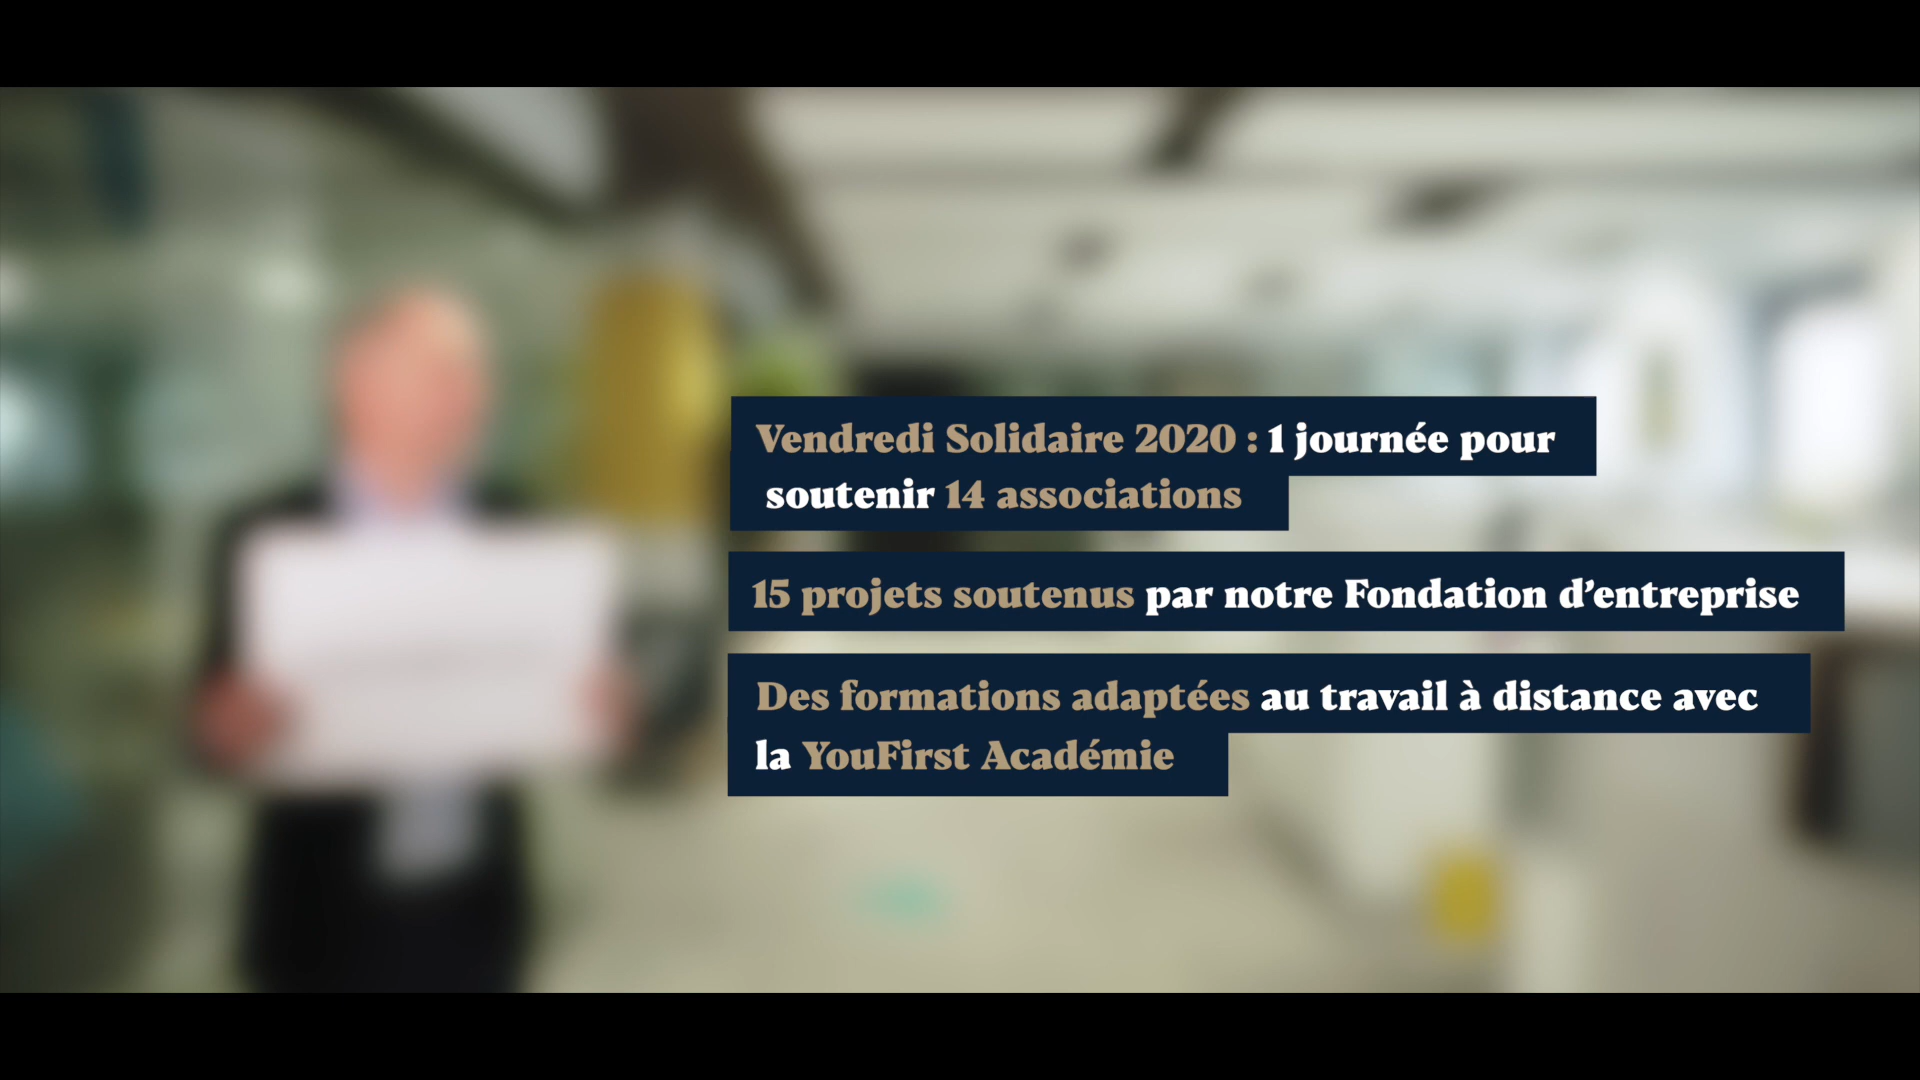 Vendredi Solidaire 2020 : 1 journée pour
soutenir 14 associations
15 projets soutenus par notre Fondation d’entreprise
Des formations adaptées au travail à distance avec
la YouFirst Académie